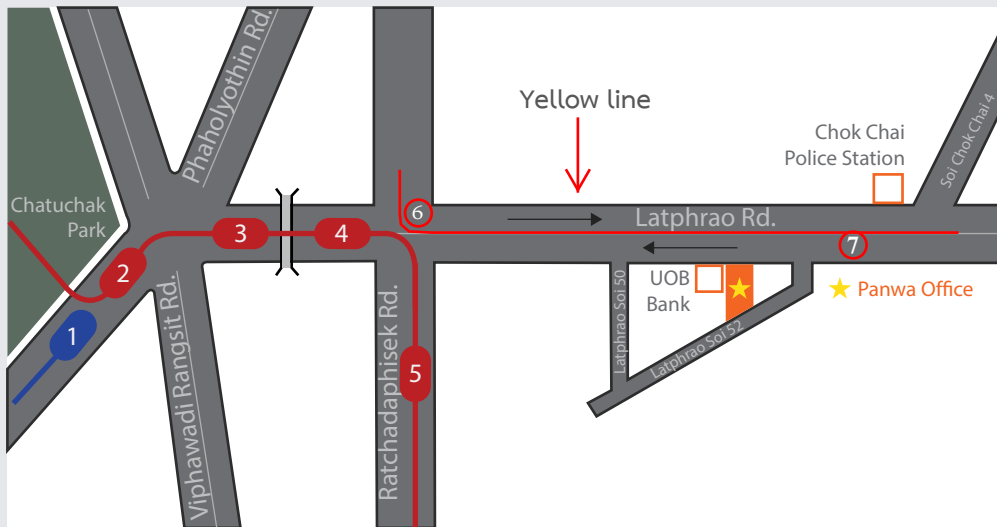 Phaholyothin Rd.
Yellow line
Chok Chai
Police Station
Soi Chok Chai 4
Chatuchak
Park
6
Latphrao Rd.
3
4
7
2
1
UOB
Bank
Panwa Office
Latphrao Soi 50
Latphrao Soi 52
Viphawadi Rangsit Rd.
Ratchadaphisek Rd.
5